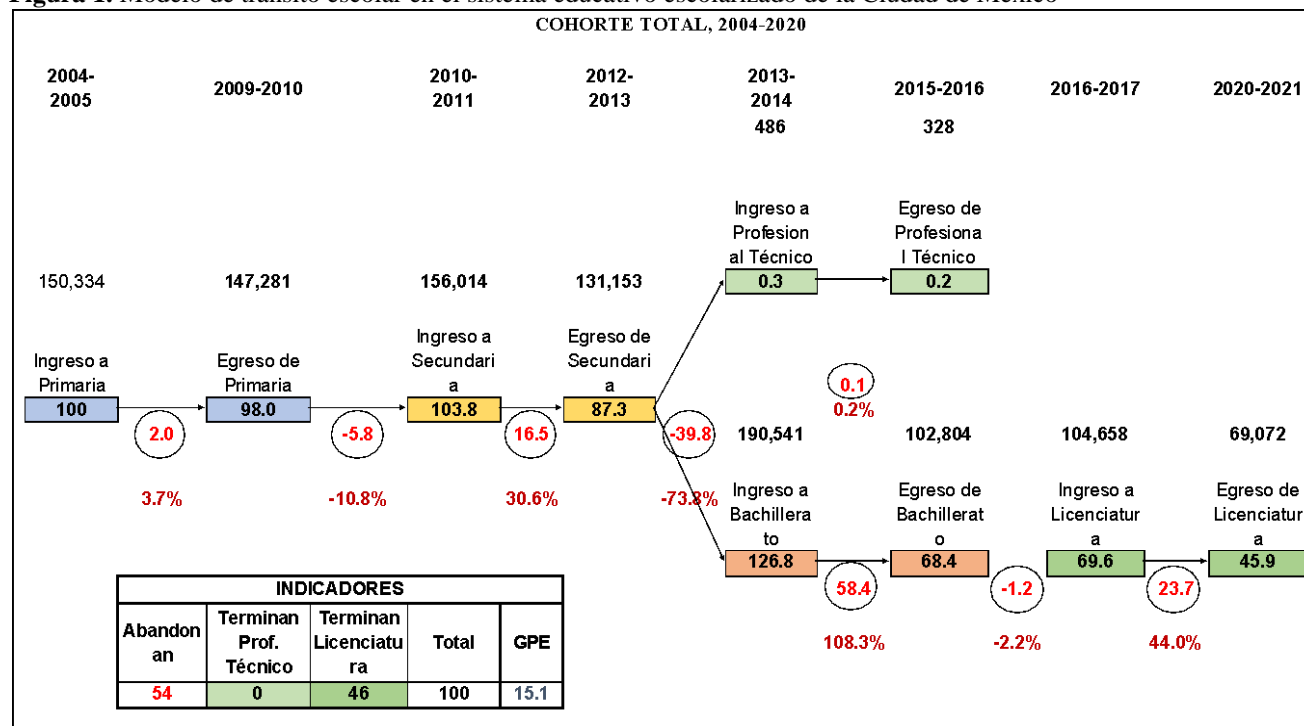 Figura 1. Modelo de tránsito escolar en el sistema educativo escolarizado de la Ciudad de México
COHORTE TOTAL, 2004-2020
2004-
2005
2009-2010
2010-
2011
2012-
2013
2013-
2014
2015-2016
2016-2017
2020-2021
486
328
Ingreso a
Profesion
al Técnico
Egreso de
Profesiona
l Técnico
150,334
147,281
156,014
131,153
0.3
0.2
Ingreso a
Primaria
Egreso de
Primaria
Ingreso a
Secundari
a
Egreso de
Secundari
a
100
98.0
103.8
87.3
0.1
0.2%
2.0
-5.8
16.5
-39.8
190,541
102,804
104,658
69,072
3.7%
-10.8%
30.6%
-73.8%
Ingreso a
Bachillera
to
Egreso de
Bachillerat
o
Ingreso a
Licenciatur
a
Egreso de
Licenciatur
a
126.8
68.4
69.6
45.9
58.4
-1.2
23.7
108.3%
-2.2%
44.0%
INDICADORES
Abandon
an
Terminan
Prof.
Técnico
Terminan
Licenciatu
ra
Total
GPE
54
0
46
100
15.1